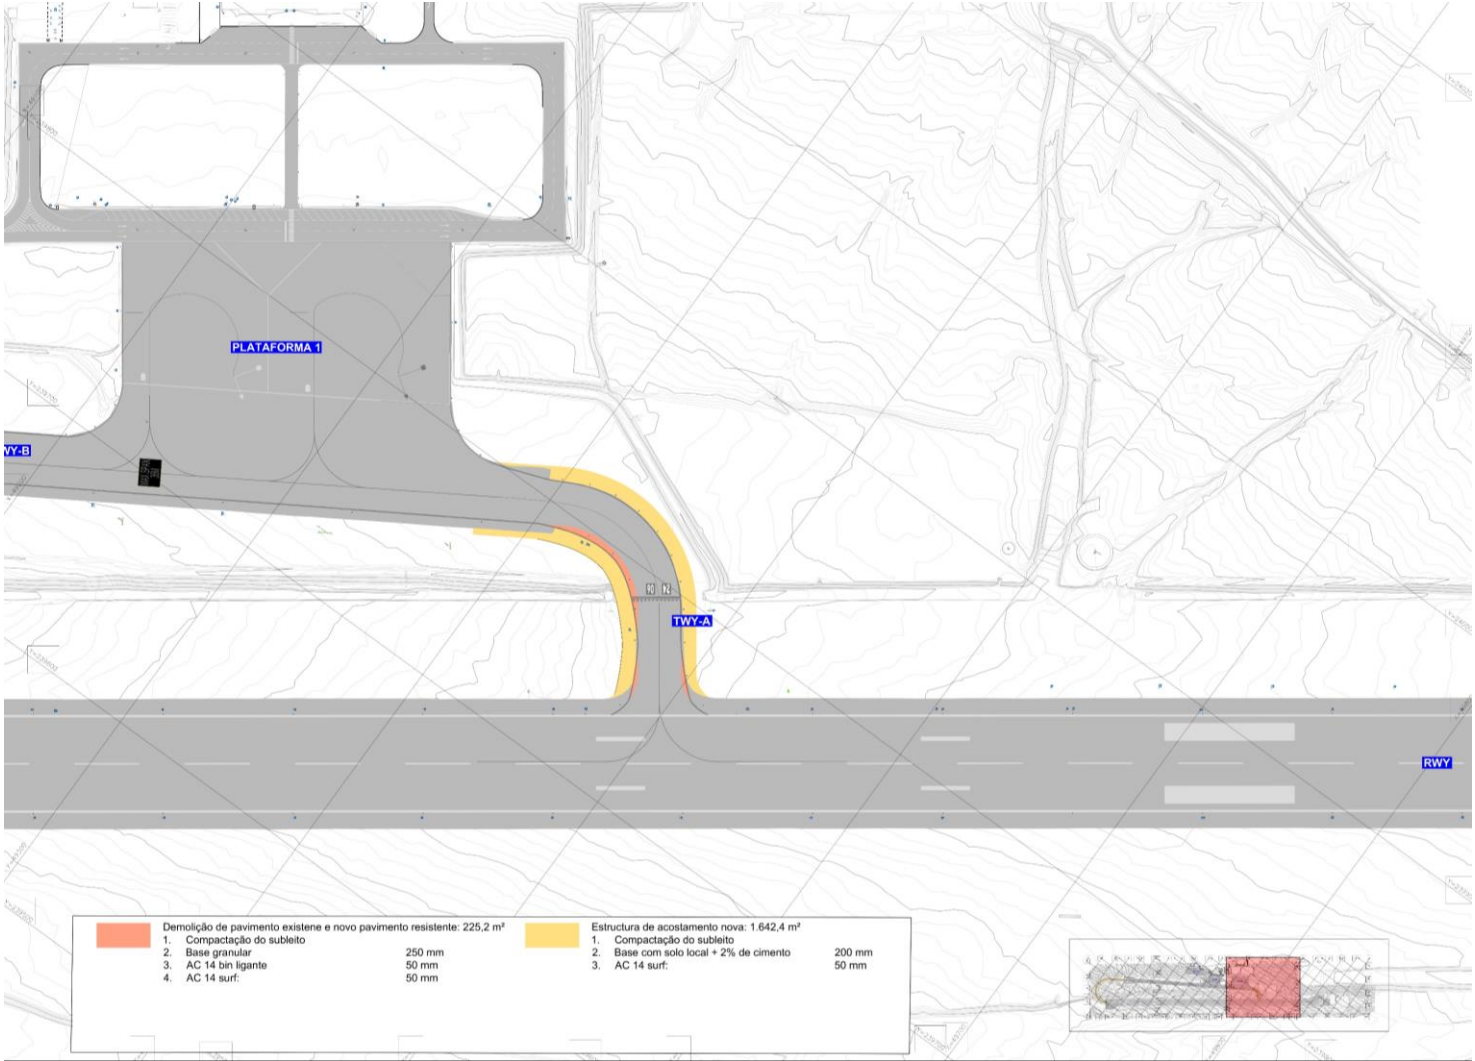 PLATAFORMA 1
WY-B
06 24
TWY-A
RWY
Demolição de pavimento existene e novo pavimento resistente: 225,2 m²
1. Compactação do subleito
2. Base granular 250 mm
3. AC 14 bin ligante 50 mm
4. AC 14 surf: 50 mm
Estructura de acostamento nova: 1.642,4 m²
1. Compactação do subleito
2. Base com solo local + 2% de cimento 200 mm
3. AC 14 surf: 50 mm